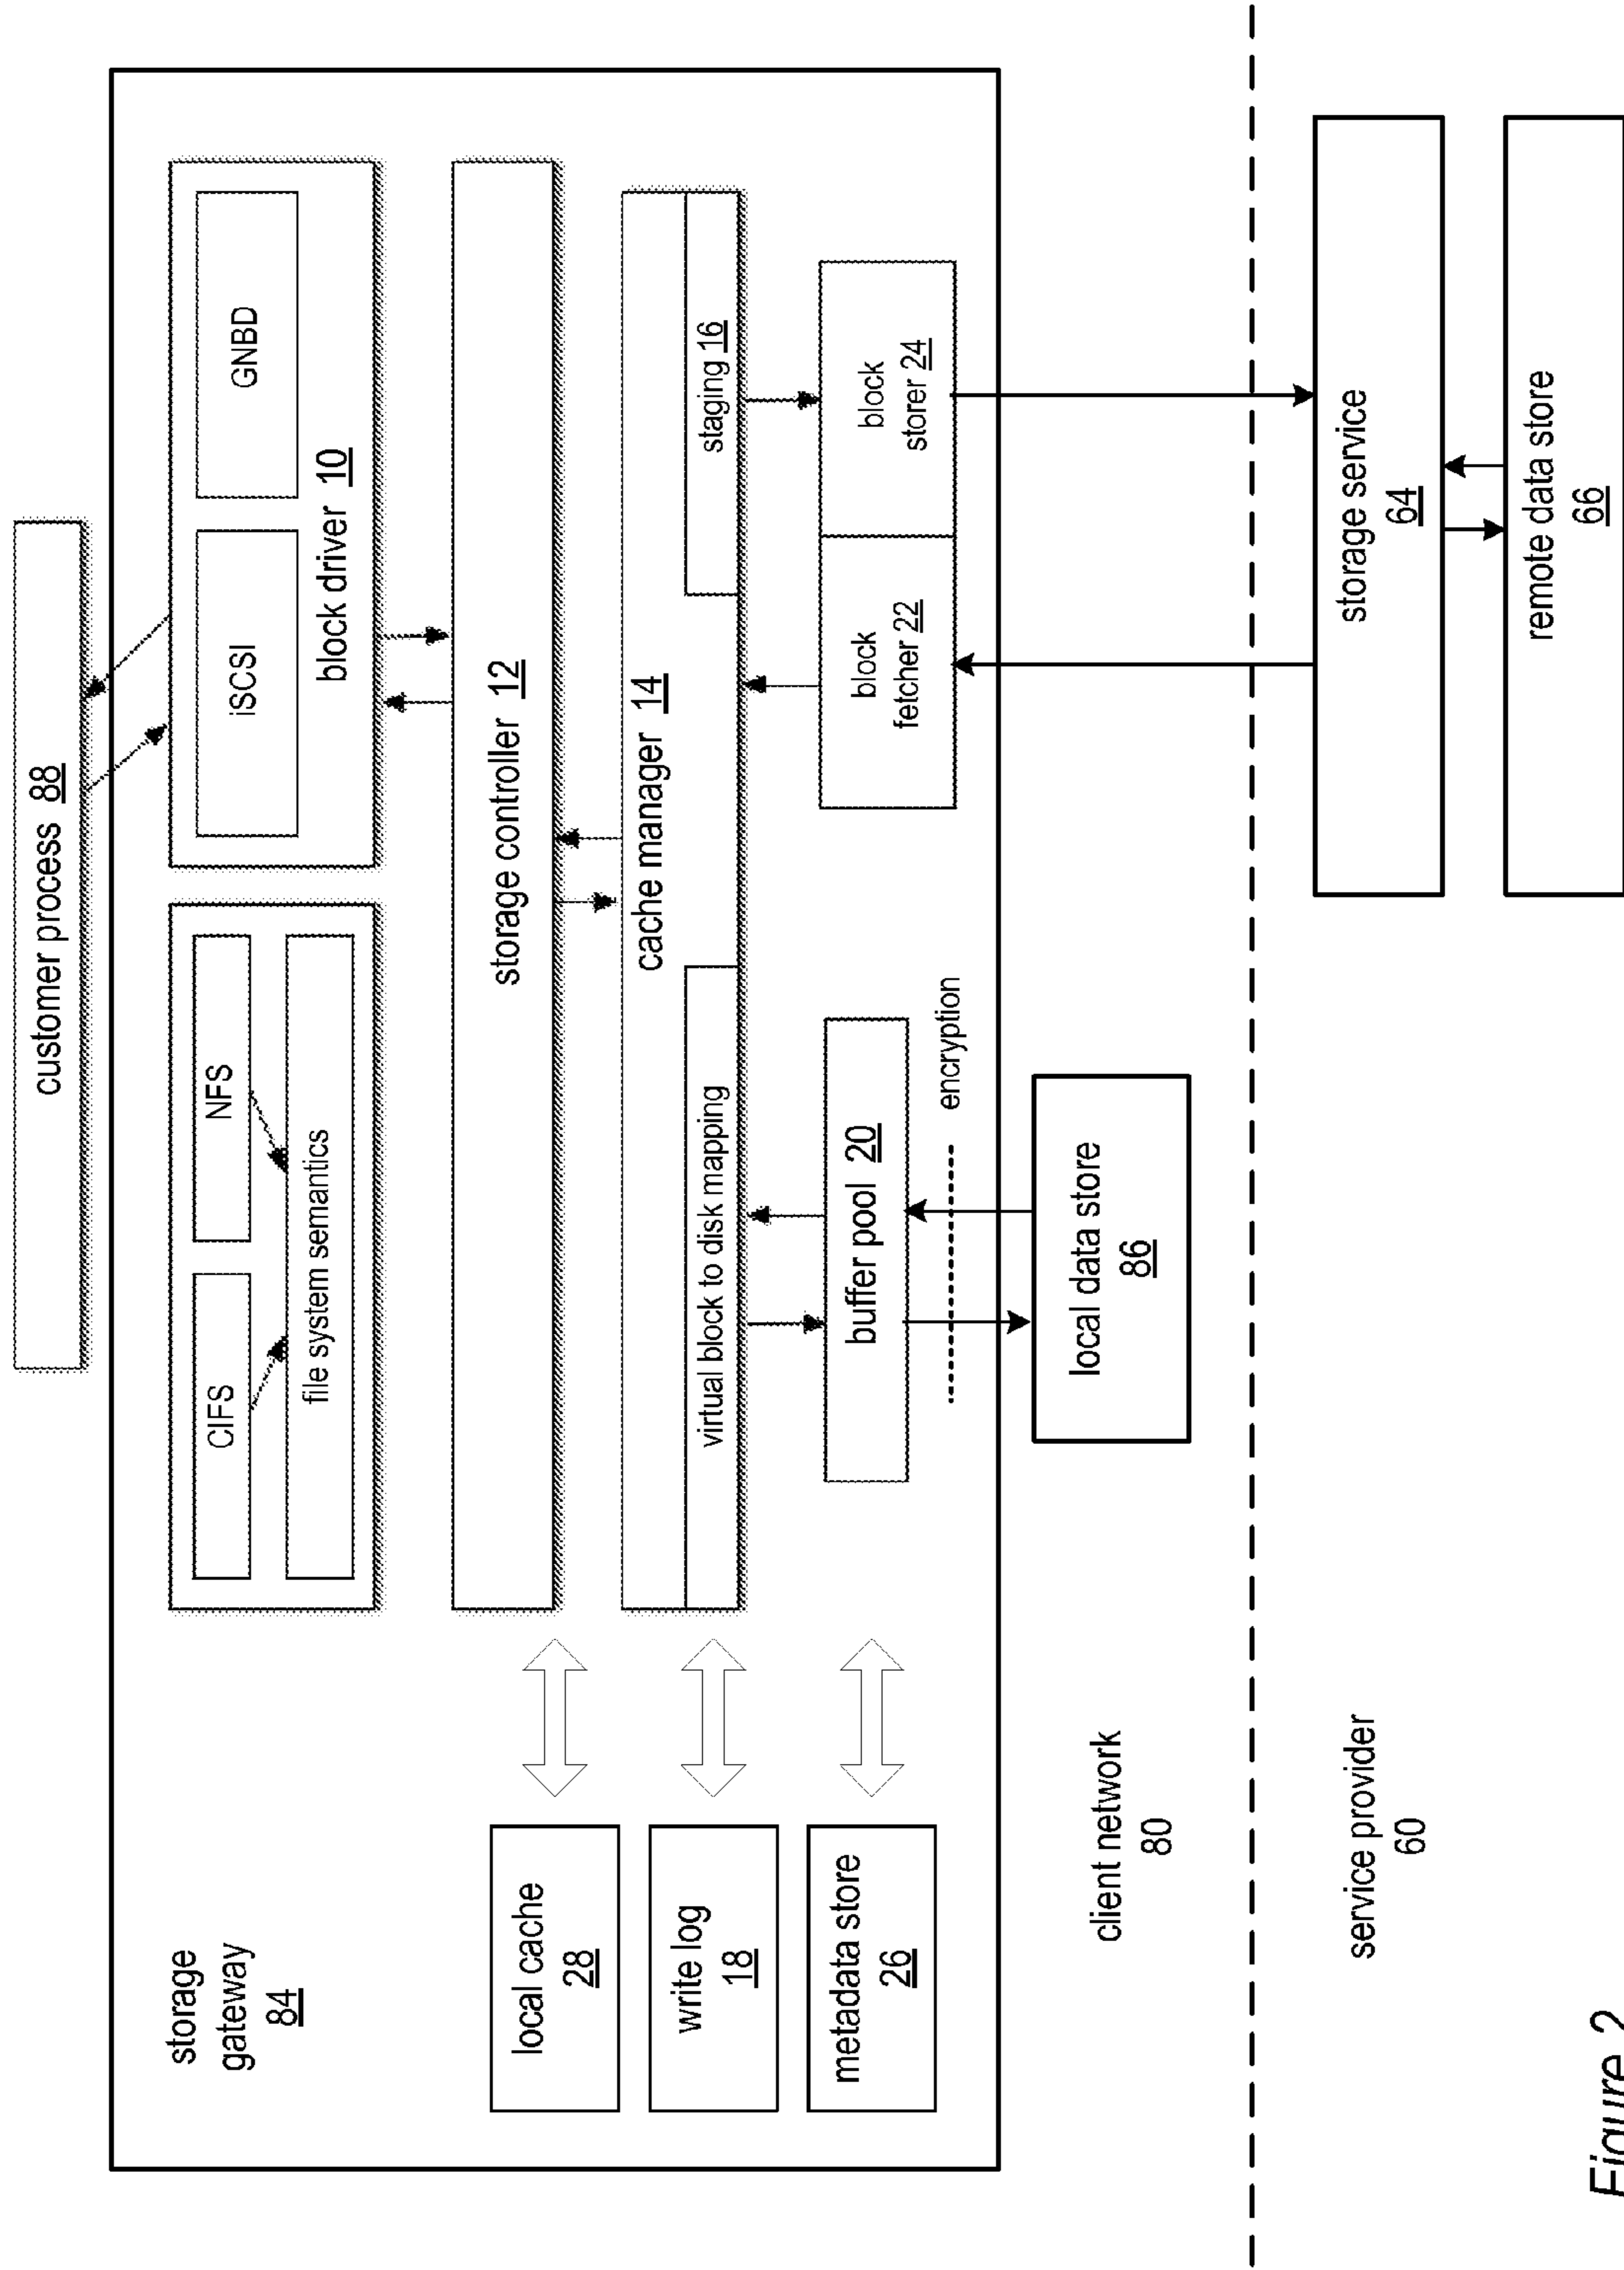 customer process 88
storage
gateway
84
CIFS
NFS
file system semantics
iSCSI
GNBD
block driver 10
storage controller 12
local cache
28
cache manager 14
virtual block to disk mapping
staging 16
write log
18
buffer pool 20
block
fetcher 22
block
storer 24
metadata store
26
encryption
local data store
86
client network
80
service provider
60
storage service
64
remote data store
66
Figure 2